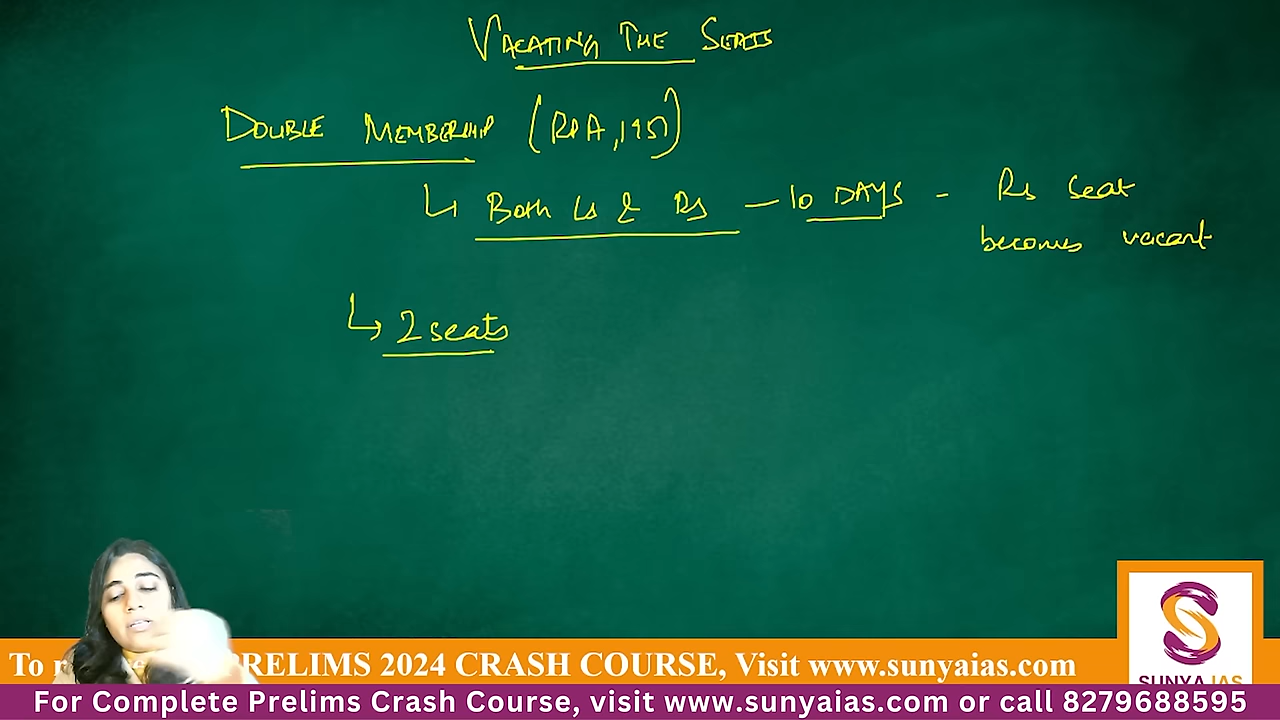 VACATING THE SEATS
DOUBLE MEMBERSHIP (RPA, 1951)
↳ Both LS & RS — 10 DAYS - RS seat
becomes vacant
↳ 2 seats
To RELIMS 2024 CRASH COURSE, Visit www.sunyaias.com
SUNYA IAS
For Complete Prelims Crash Course, visit www.sunyaias.com or call 8279688595